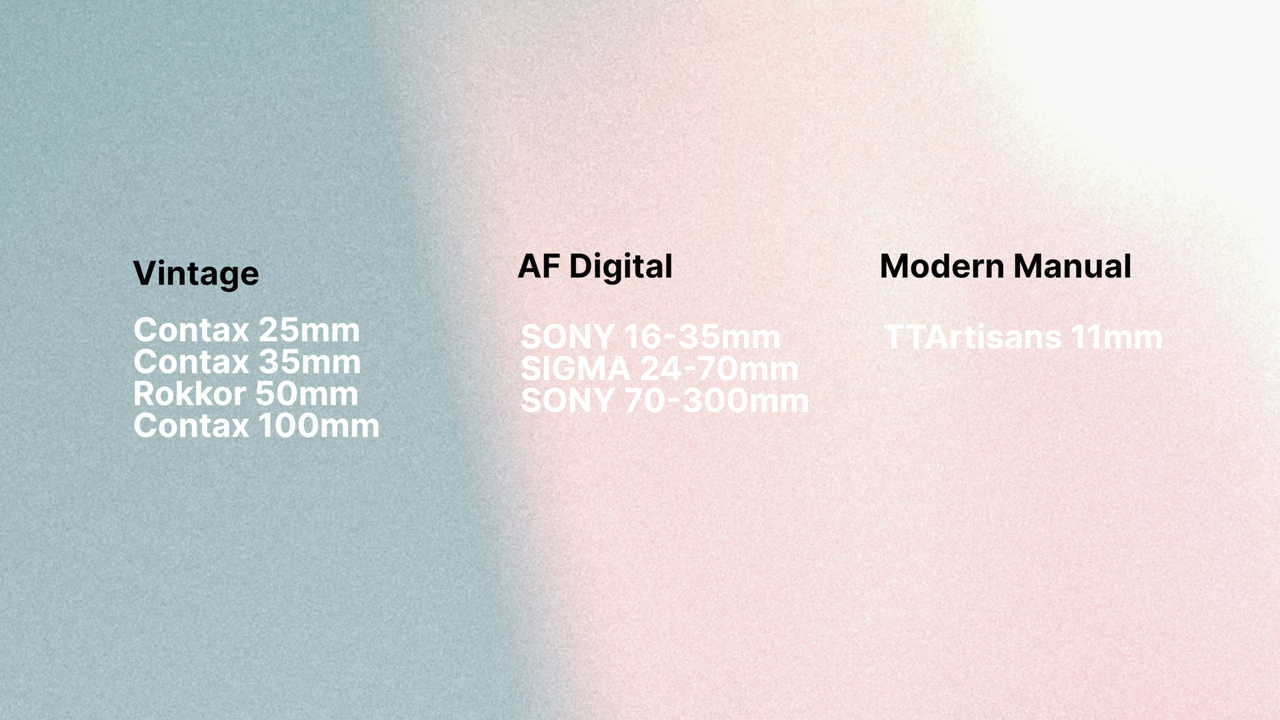 Vintage
Contax 25mm
Contax 35mm
Rokkor 50mm
Contax 100mm
AF Digital
SONY 16-35mm
SIGMA 24-70mm
SONY 70-300mm
Modern Manual
TTArtisans 11mm